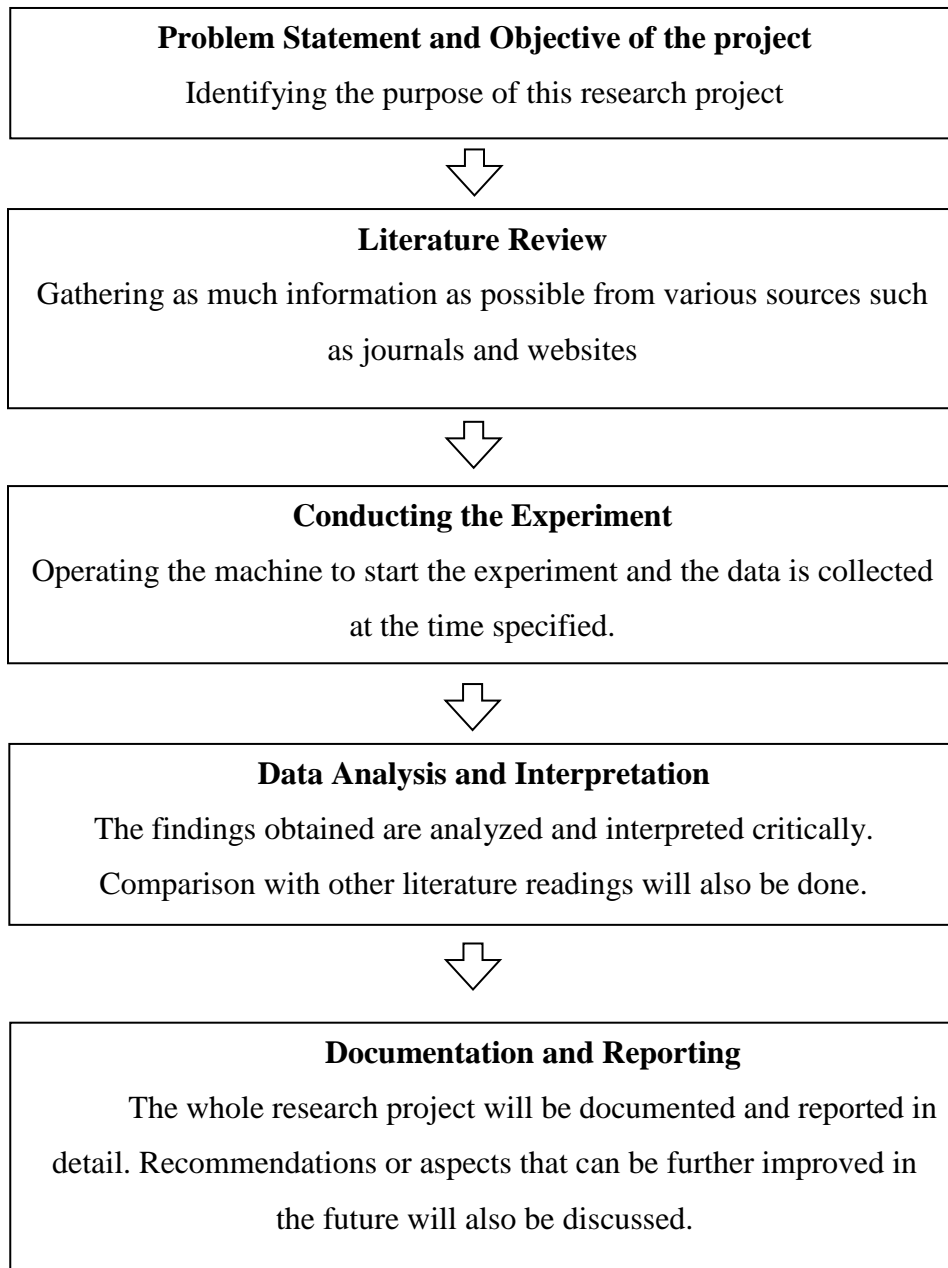 Problem Statement and Objective of the project
Identifying the purpose of this research project
Literature Review
Gathering as much information as possible from various sources such
as journals and websites
Conducting the Experiment
Operating the machine to start the experiment and the data is collected
at the time specified.
Data Analysis and Interpretation
The findings obtained are analyzed and interpreted critically.
Comparison with other literature readings will also be done.
Documentation and Reporting
The whole research project will be documented and reported in
detail. Recommendations or aspects that can be further improved in
the future will also be discussed.